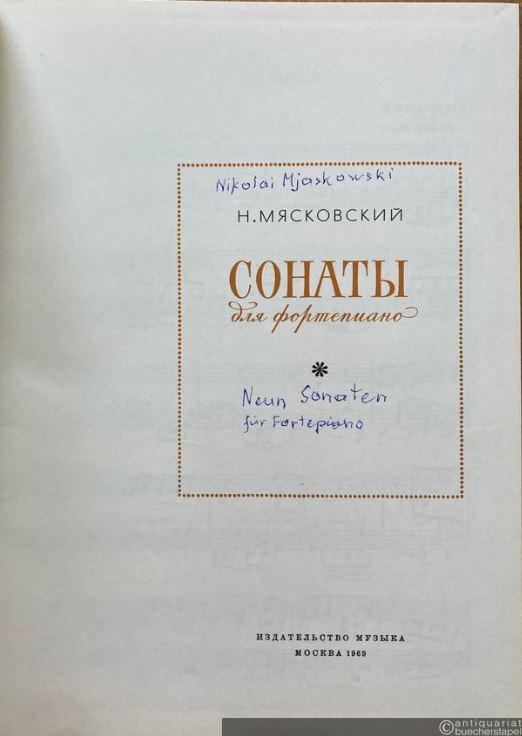 Nikolai Mjaskowski
Н. МЯСКОВСКИЙ
СОНАТЫ
для фортепиано
Neun Sonaten
für Fortepiano
ИЗДАТЕЛЬСТВО МУЗЫКА
МОСКВА 1969
©antiquariat
buecherstapel